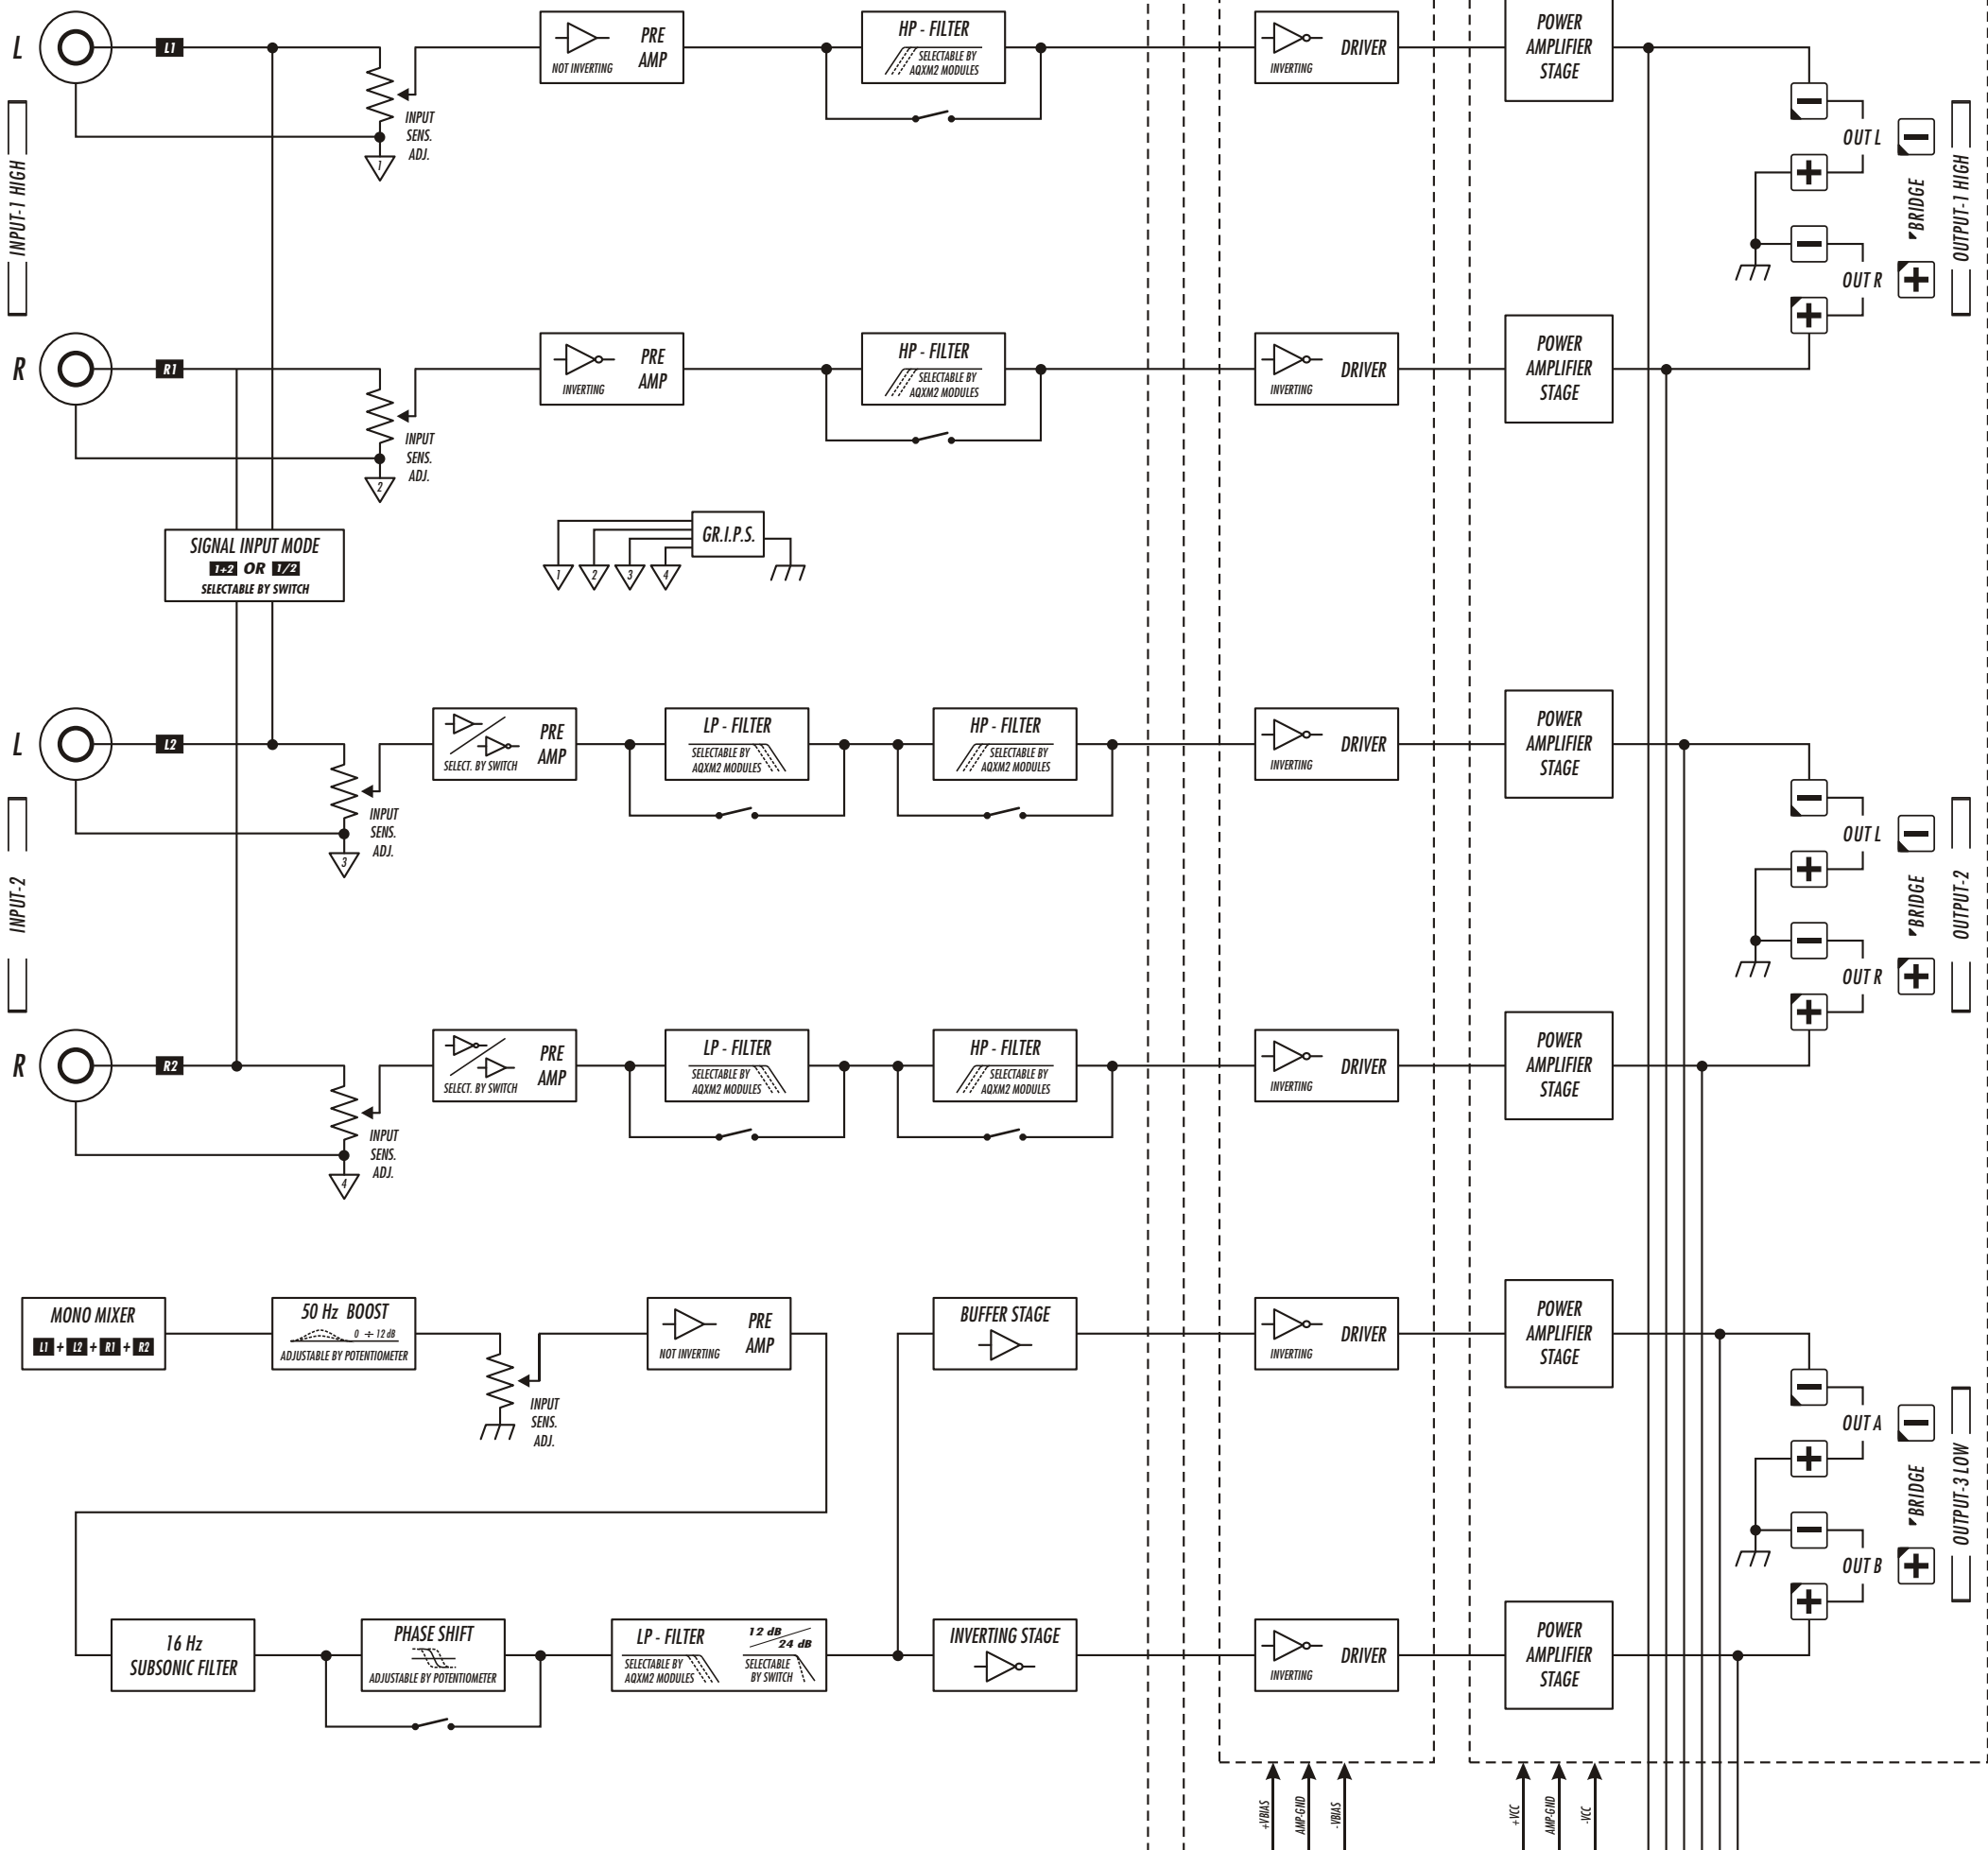 L
L1
INPUT
SENS.
ADJ.
1
PRE
AMP
NOT INVERTING
HP - FILTER
SELECTABLE BY
AQXM2 MODULES
INVERTING
DRIVER
POWER
AMPLIFIER
STAGE
OUT L
OUT R
▼BRIDGE
OUTPUT-1 HIGH
INPUT-1 HIGH
R
R1
INPUT
SENS.
ADJ.
2
PRE
AMP
INVERTING
HP - FILTER
SELECTABLE BY
AQXM2 MODULES
INVERTING
DRIVER
POWER
AMPLIFIER
STAGE
SIGNAL INPUT MODE
1+2 OR 1/2
SELECTABLE BY SWITCH
GR.I.P.S.
1 2 3 4
L
L2
INPUT
SENS.
ADJ.
3
PRE
AMP
SELECT. BY SWITCH
LP - FILTER
SELECTABLE BY
AQXM2 MODULES
HP - FILTER
SELECTABLE BY
AQXM2 MODULES
INVERTING
DRIVER
POWER
AMPLIFIER
STAGE
OUT L
OUT R
▼BRIDGE
OUTPUT-2
INPUT-2
R
R2
INPUT
SENS.
ADJ.
4
PRE
AMP
SELECT. BY SWITCH
LP - FILTER
SELECTABLE BY
AQXM2 MODULES
HP - FILTER
SELECTABLE BY
AQXM2 MODULES
INVERTING
DRIVER
POWER
AMPLIFIER
STAGE
MONO MIXER
L1 + L2 + R1 + R2
50 Hz BOOST
0 ÷ 12 dB
ADJUSTABLE BY POTENTIOMETER
INPUT
SENS.
ADJ.
PRE
AMP
NOT INVERTING
BUFFER STAGE
INVERTING
DRIVER
POWER
AMPLIFIER
STAGE
OUT A
OUT B
▼BRIDGE
OUTPUT-3 LOW
16 Hz
SUBSONIC FILTER
PHASE SHIFT
ADJUSTABLE BY POTENTIOMETER
LP - FILTER
SELECTABLE BY
AQXM2 MODULES
12 dB
24 dB
SELECTABLE
BY SWITCH
INVERTING STAGE
INVERTING
DRIVER
POWER
AMPLIFIER
STAGE
+VBIAS
AMP-GND
-VBIAS
+VCC
AMP-GND
-VCC